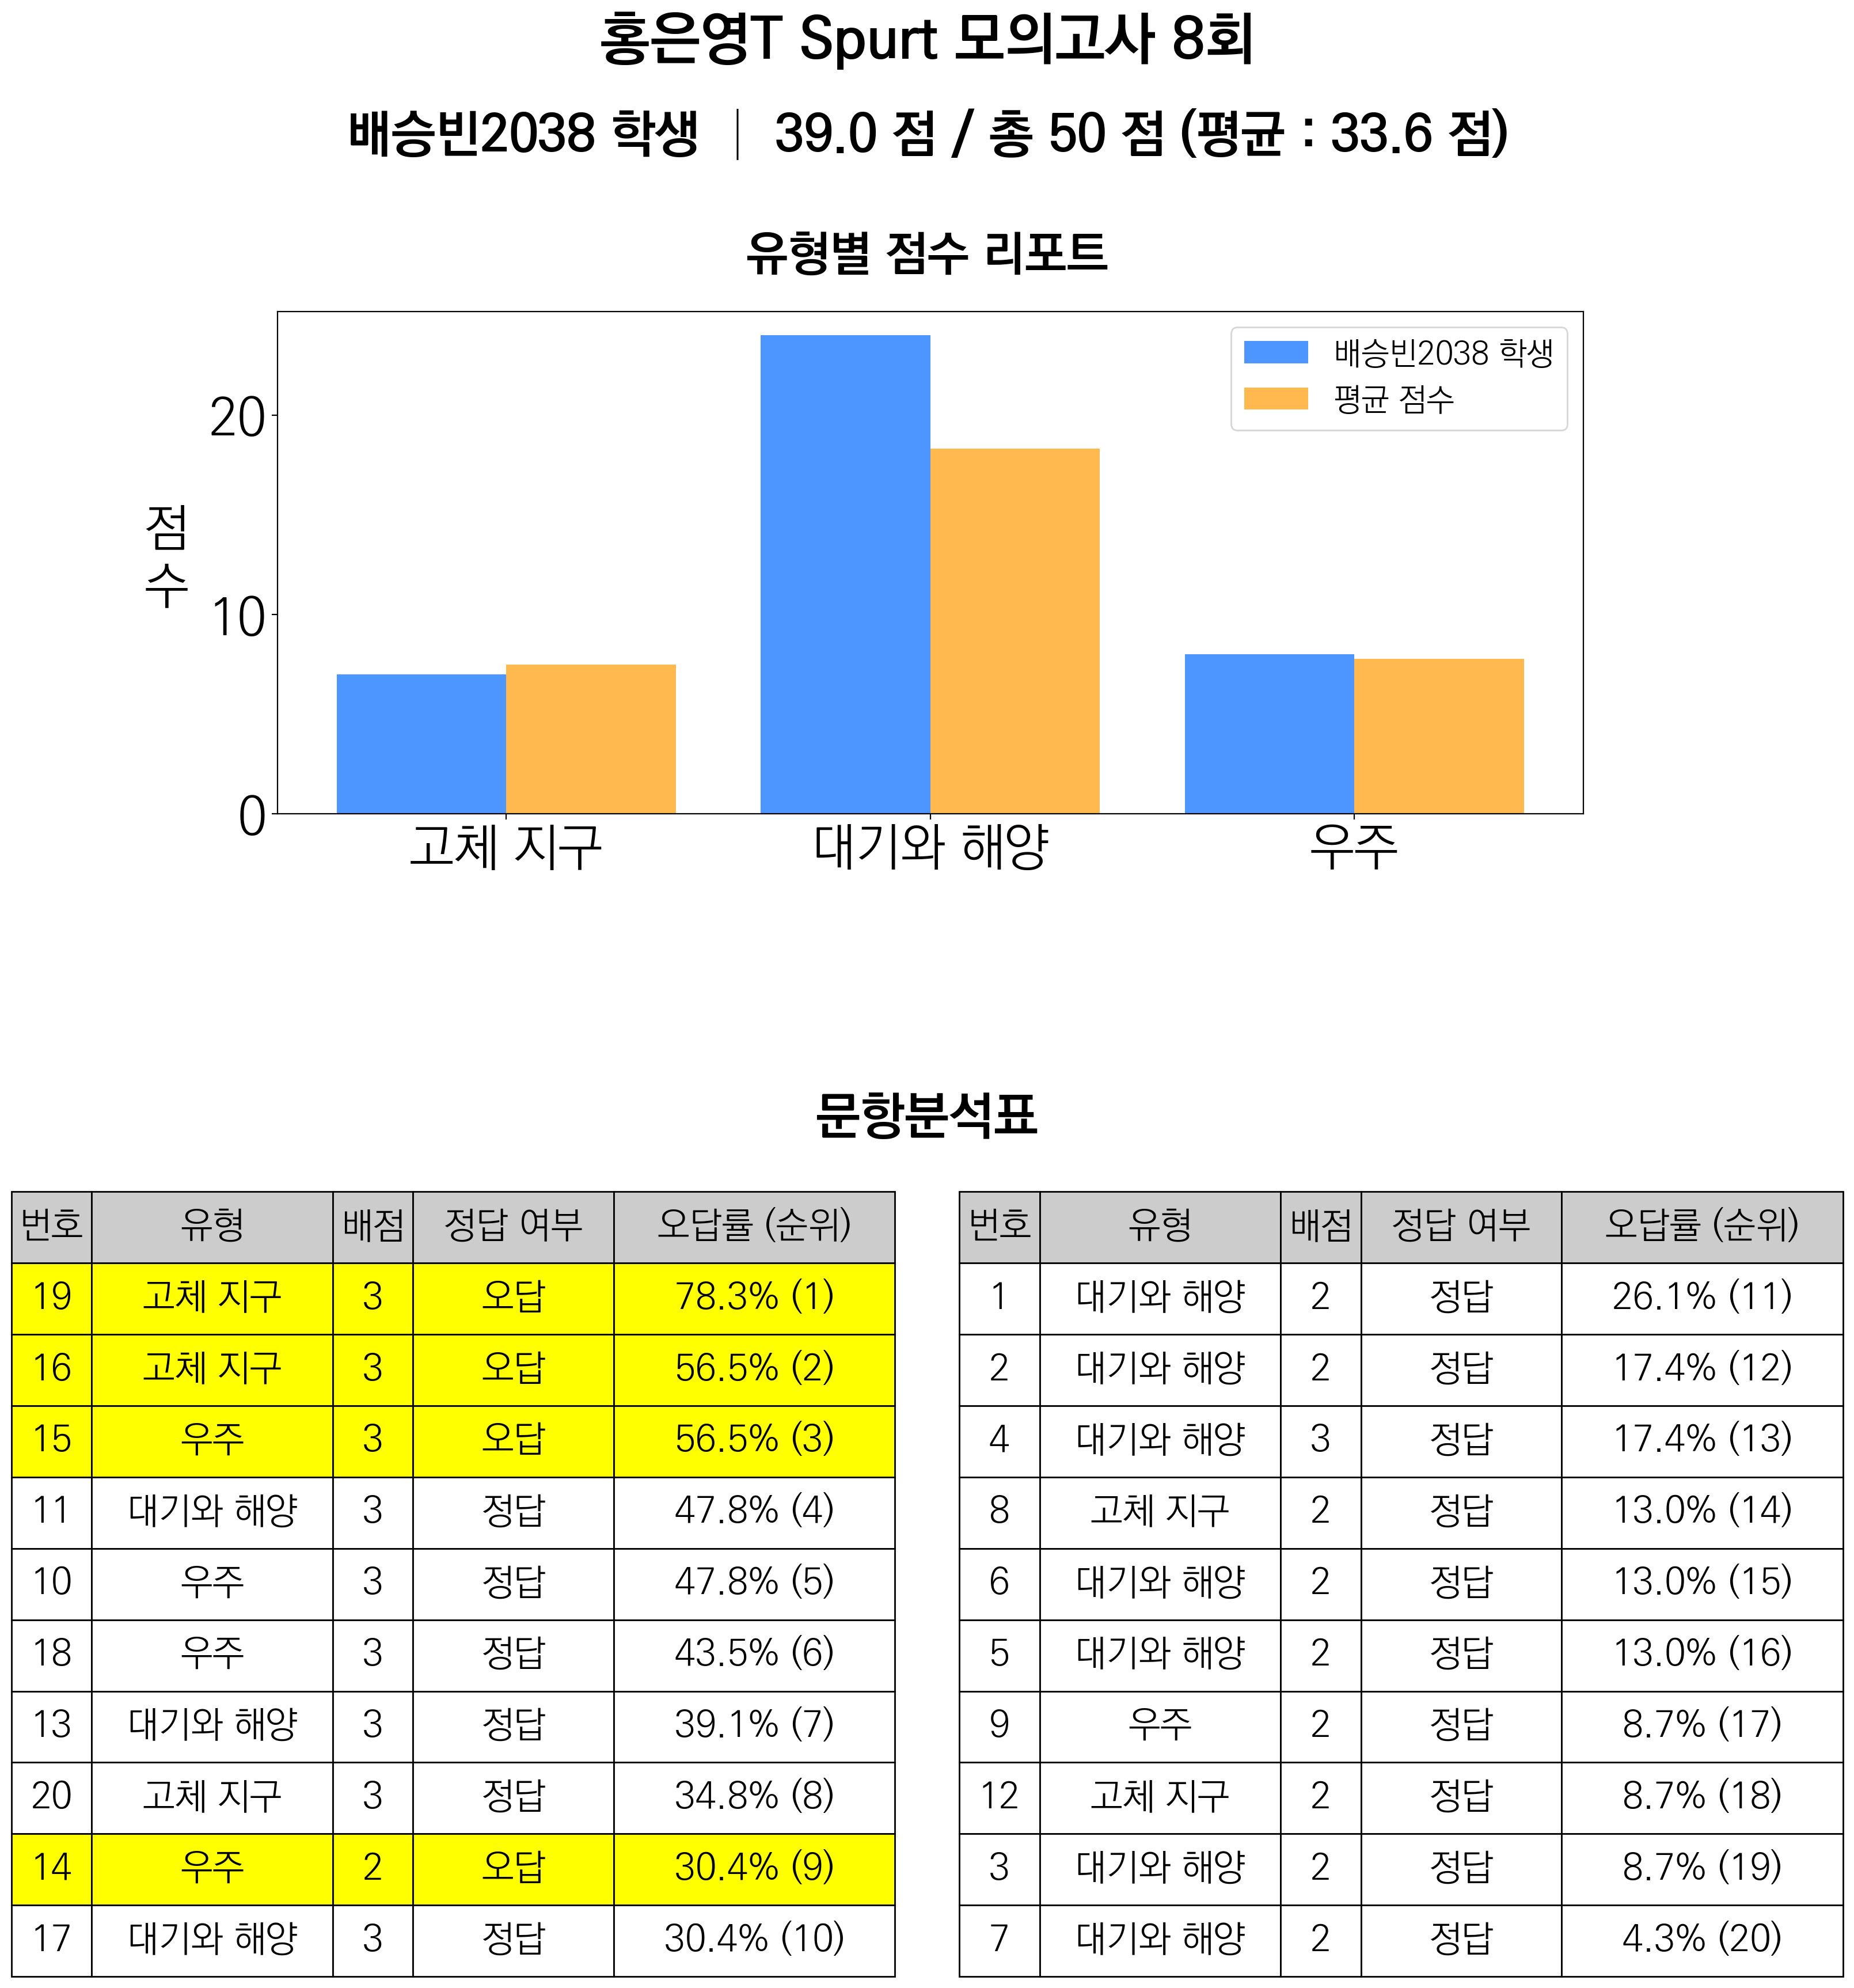 홍은영T Spurt 모의고사 8회
배승빈2038 학생 | 39.0 점 / 총 50 점 (평균 : 33.6 점)
유형별 점수 리포트
배승빈2038 학생
평균 점수
점
수
20
10
0
고체 지구 대기와 해양 우주
문항분석표
번호 유형 배점 정답 여부 오답률 (순위)
19 고체 지구 3 오답 78.3% (1)
16 고체 지구 3 오답 56.5% (2)
15 우주 3 오답 56.5% (3)
11 대기와 해양 3 정답 47.8% (4)
10 우주 3 정답 47.8% (5)
18 우주 3 정답 43.5% (6)
13 대기와 해양 3 정답 39.1% (7)
20 고체 지구 3 정답 34.8% (8)
14 우주 2 오답 30.4% (9)
17 대기와 해양 3 정답 30.4% (10)
번호 유형 배점 정답 여부 오답률 (순위)
1 대기와 해양 2 정답 26.1% (11)
2 대기와 해양 2 정답 17.4% (12)
4 대기와 해양 3 정답 17.4% (13)
8 고체 지구 2 정답 13.0% (14)
6 대기와 해양 2 정답 13.0% (15)
5 대기와 해양 2 정답 13.0% (16)
9 우주 2 정답 8.7% (17)
12 고체 지구 2 정답 8.7% (18)
3 대기와 해양 2 정답 8.7% (19)
7 대기와 해양 2 정답 4.3% (20)